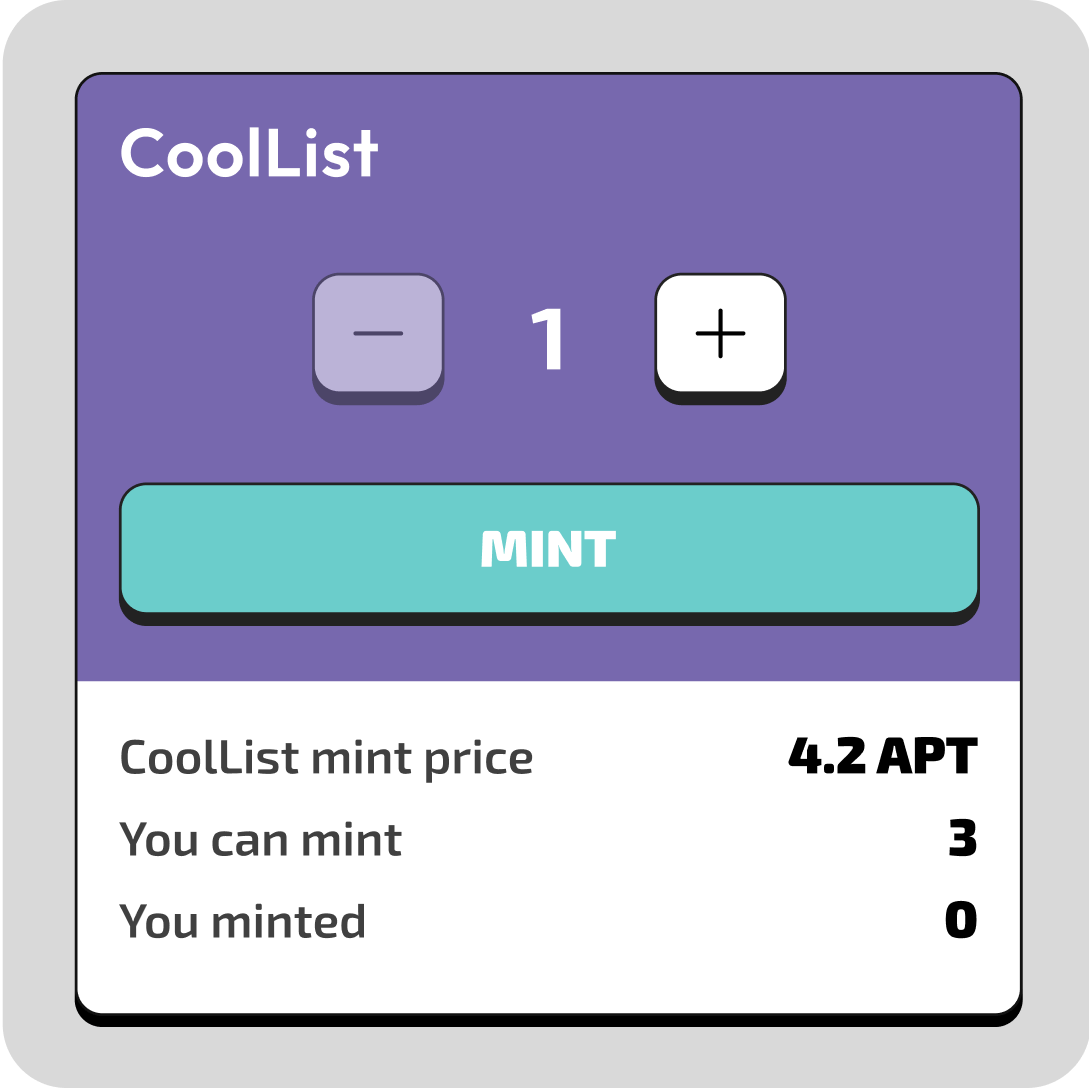 CoolList
− 1 +
MINT
CoolList mint price 4.2 APT
You can mint 3
You minted 0